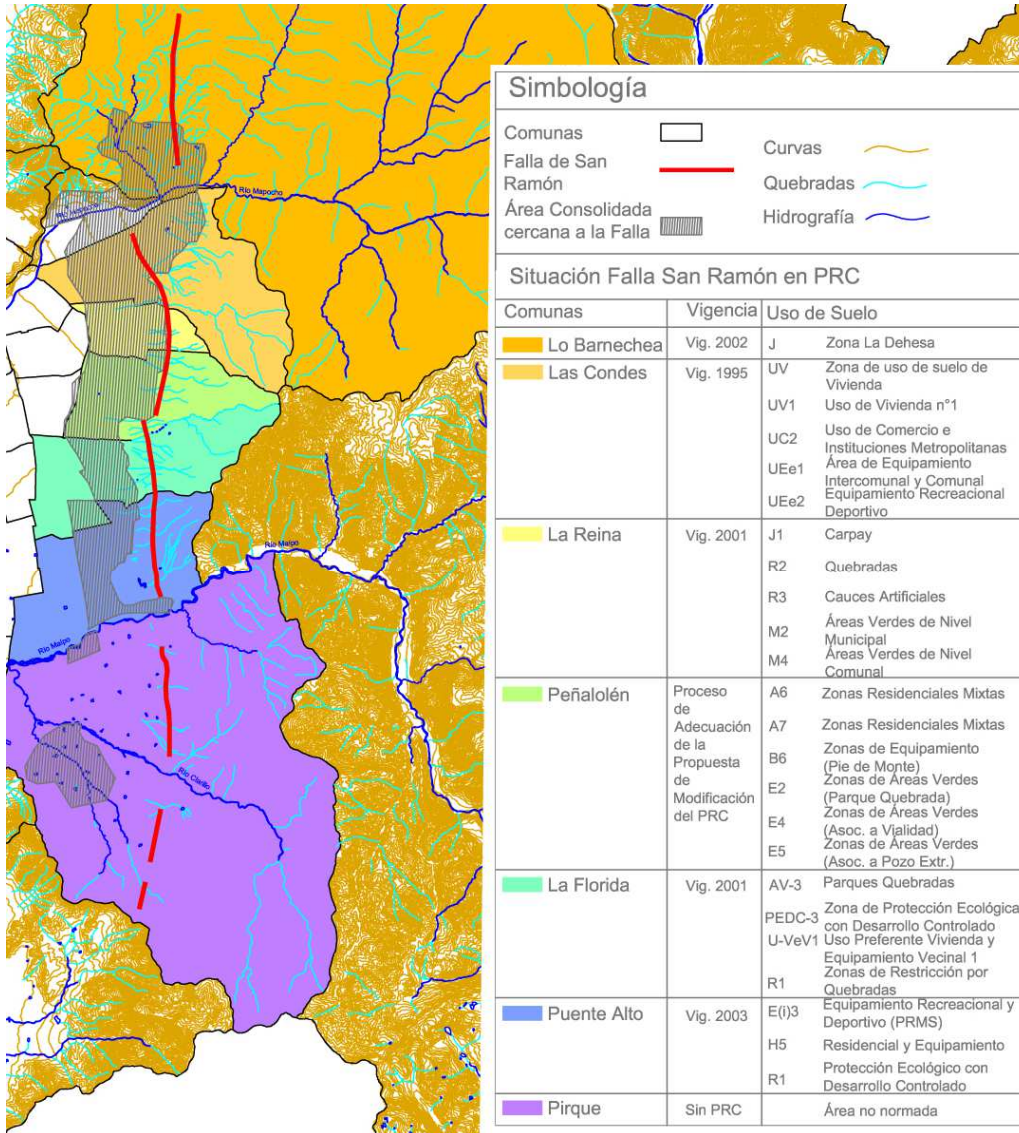 Simbología
Comunas
Falla de San
Ramón
Área Consolidada
cercana a la Falla
Curvas
Quebradas
Hidrografía
Situación Falla San Ramón en PRC
Comunas Vigencia Uso de Suelo
Lo Barnechea Vig. 2002 J Zona La Dehesa
Las Condes Vig. 1995 UV Zona de uso de suelo de
Vivienda
UV1 Uso de Vivienda n°1
UC2 Uso de Comercio e
Instituciones Metropolitanas
UEe1 Área de Equipamiento
Intercomunal y Comunal
UEe2 Equipamiento Recreacional
Deportivo
La Reina Vig. 2001 J1 Carpay
R2 Quebradas
R3 Cauces Artificiales
M2 Áreas Verdes de Nivel
Municipal
M4 Áreas Verdes de Nivel
Comunal
Peñalolén
Proceso
de
Adecuación
de la
Propuesta
de
Modificación
del PRC
A6 Zonas Residenciales Mixtas
A7 Zonas Residenciales Mixtas
B6 Zonas de Equipamiento
(Pie de Monte)
E2 Zonas de Áreas Verdes
(Parque Quebrada)
E4 Zonas de Áreas Verdes
(Asoc. a Vialidad)
E5 Zonas de Áreas Verdes
(Asoc. a Pozo Extr.)
La Florida Vig. 2001 AV-3 Parques Quebradas
PEDC-3 Zona de Protección Ecológica
con Desarrollo Controlado
U-VeV1 Uso Preferente Vivienda y
Equipamiento Vecinal 1
R1 Zonas de Restricción por
Quebradas
Puente Alto Vig. 2003 E(i)3 Equipamiento Recreacional y
Deportivo (PRMS)
H5 Residencial y Equipamiento
R1 Protección Ecológico con
Desarrollo Controlado
Pirque Sin PRC Área no normada
Río Mapocho
Río Mapocho
Río Maipo
Río Maipo
Río Clarillo